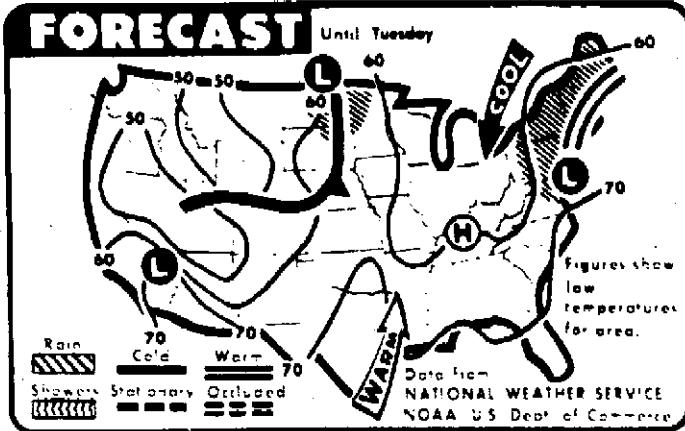 FORECAST
Until Tuesday
L
60
60
50
50
50
60
COOL
L
70
H
60
L
70
70
70
WARM
Figures show
low
temperatures
for area.
Rain
Cold
Warm
Showers
Stationary
Occluded
Data from
NATIONAL WEATHER SERVICE
NOAA U.S. Dept. of Commerce